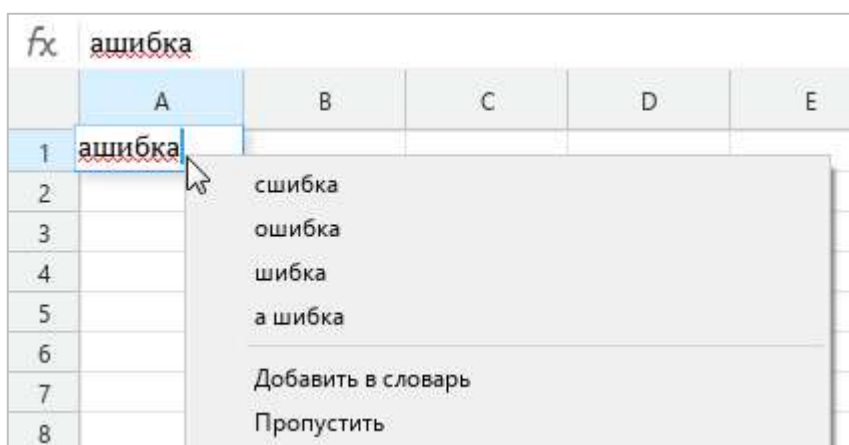 fx ашибка
A B C D E
1 ашибка
2 сшибка
3 ошибка
4 шибка
5 а шибка
6
7 Добавить в словарь
8 Пропустить